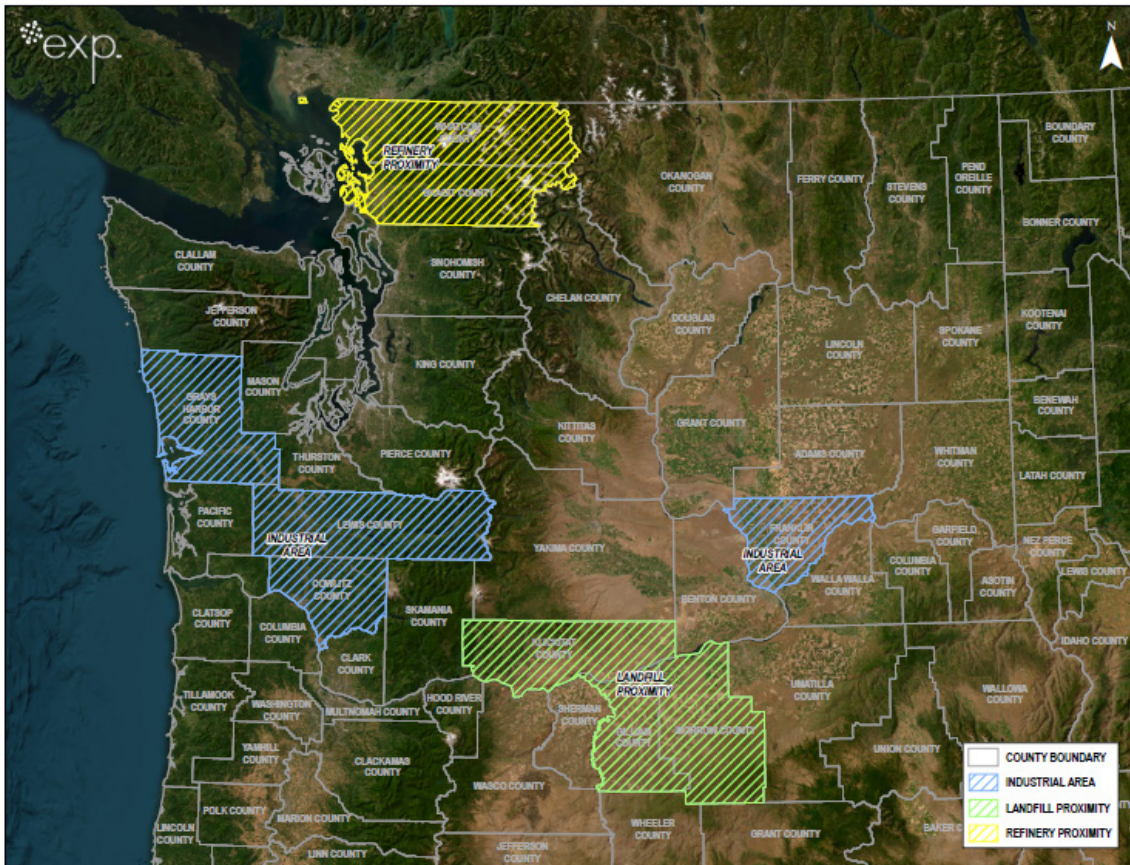 exp.
N
BOUNDARY
COUNTY
WHATCOM
COUNTY
REFINERY
PROXIMITY
SKAGIT COUNTY
OKANOGAN
COUNTY
FERRY COUNTY
STEVENS
COUNTY
PEND
OREILLE
COUNTY
BONNER COUNTY
CLALLAM
COUNTY
SNOHOMISH
COUNTY
CHELAN COUNTY
JEFFERSON
COUNTY
DOUGLAS
COUNTY
LINCOLN
COUNTY
SPOKANE
COUNTY
KOOTENAI
COUNTY
KING COUNTY
MASON
COUNTY
GRAYS
HARBOR
COUNTY
BENEWAH
COUNTY
KITTITAS
COUNTY
GRANT COUNTY
ADAMS COUNTY
WHITMAN
COUNTY
THURSTON
COUNTY
PIERCE COUNTY
LATAH COUNTY
PACIFIC
COUNTY
LEWIS COUNTY
INDUSTRIAL
AREA
YAKIMA COUNTY
FRANKLIN
COUNTY
INDUSTRIAL
AREA
GARFIELD
COUNTY
COLUMBIA
COUNTY
NEZ PERCE
COUNTY
LEWIS COUNTY
ASOTIN
COUNTY
WALLA WALLA
COUNTY
BENTON COUNTY
COWLITZ
COUNTY
SKAMANIA
COUNTY
CLATSOP
COUNTY
COLUMBIA
COUNTY
IDAHO COUNTY
KLICKITAT
COUNTY
CLARK
COUNTY
LANDFILL
PROXIMITY
UMATILLA
COUNTY
WALLOWA
COUNTY
TILLAMOOK
COUNTY
WASHINGTON
COUNTY
MULTNOMAH COUNTY
HOOD RIVER
COUNTY
SHERMAN
COUNTY
GILLIAM
COUNTY
MORROW COUNTY
UNION COUNTY
YAMHILL
COUNTY
CLACKAMAS
COUNTY
WASCO COUNTY
POLK COUNTY
MARION COUNTY
LINCOLN
COUNTY
WHEELER
COUNTY
GRANT COUNTY
BAKER C
LINN COUNTY
JEFFERSON
COUNTY
COUNTY BOUNDARY
INDUSTRIAL AREA
LANDFILL PROXIMITY
REFINERY PROXIMITY